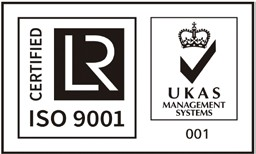 CERTIFIED
LR
ISO 9001
UKAS
MANAGEMENT
SYSTEMS
001